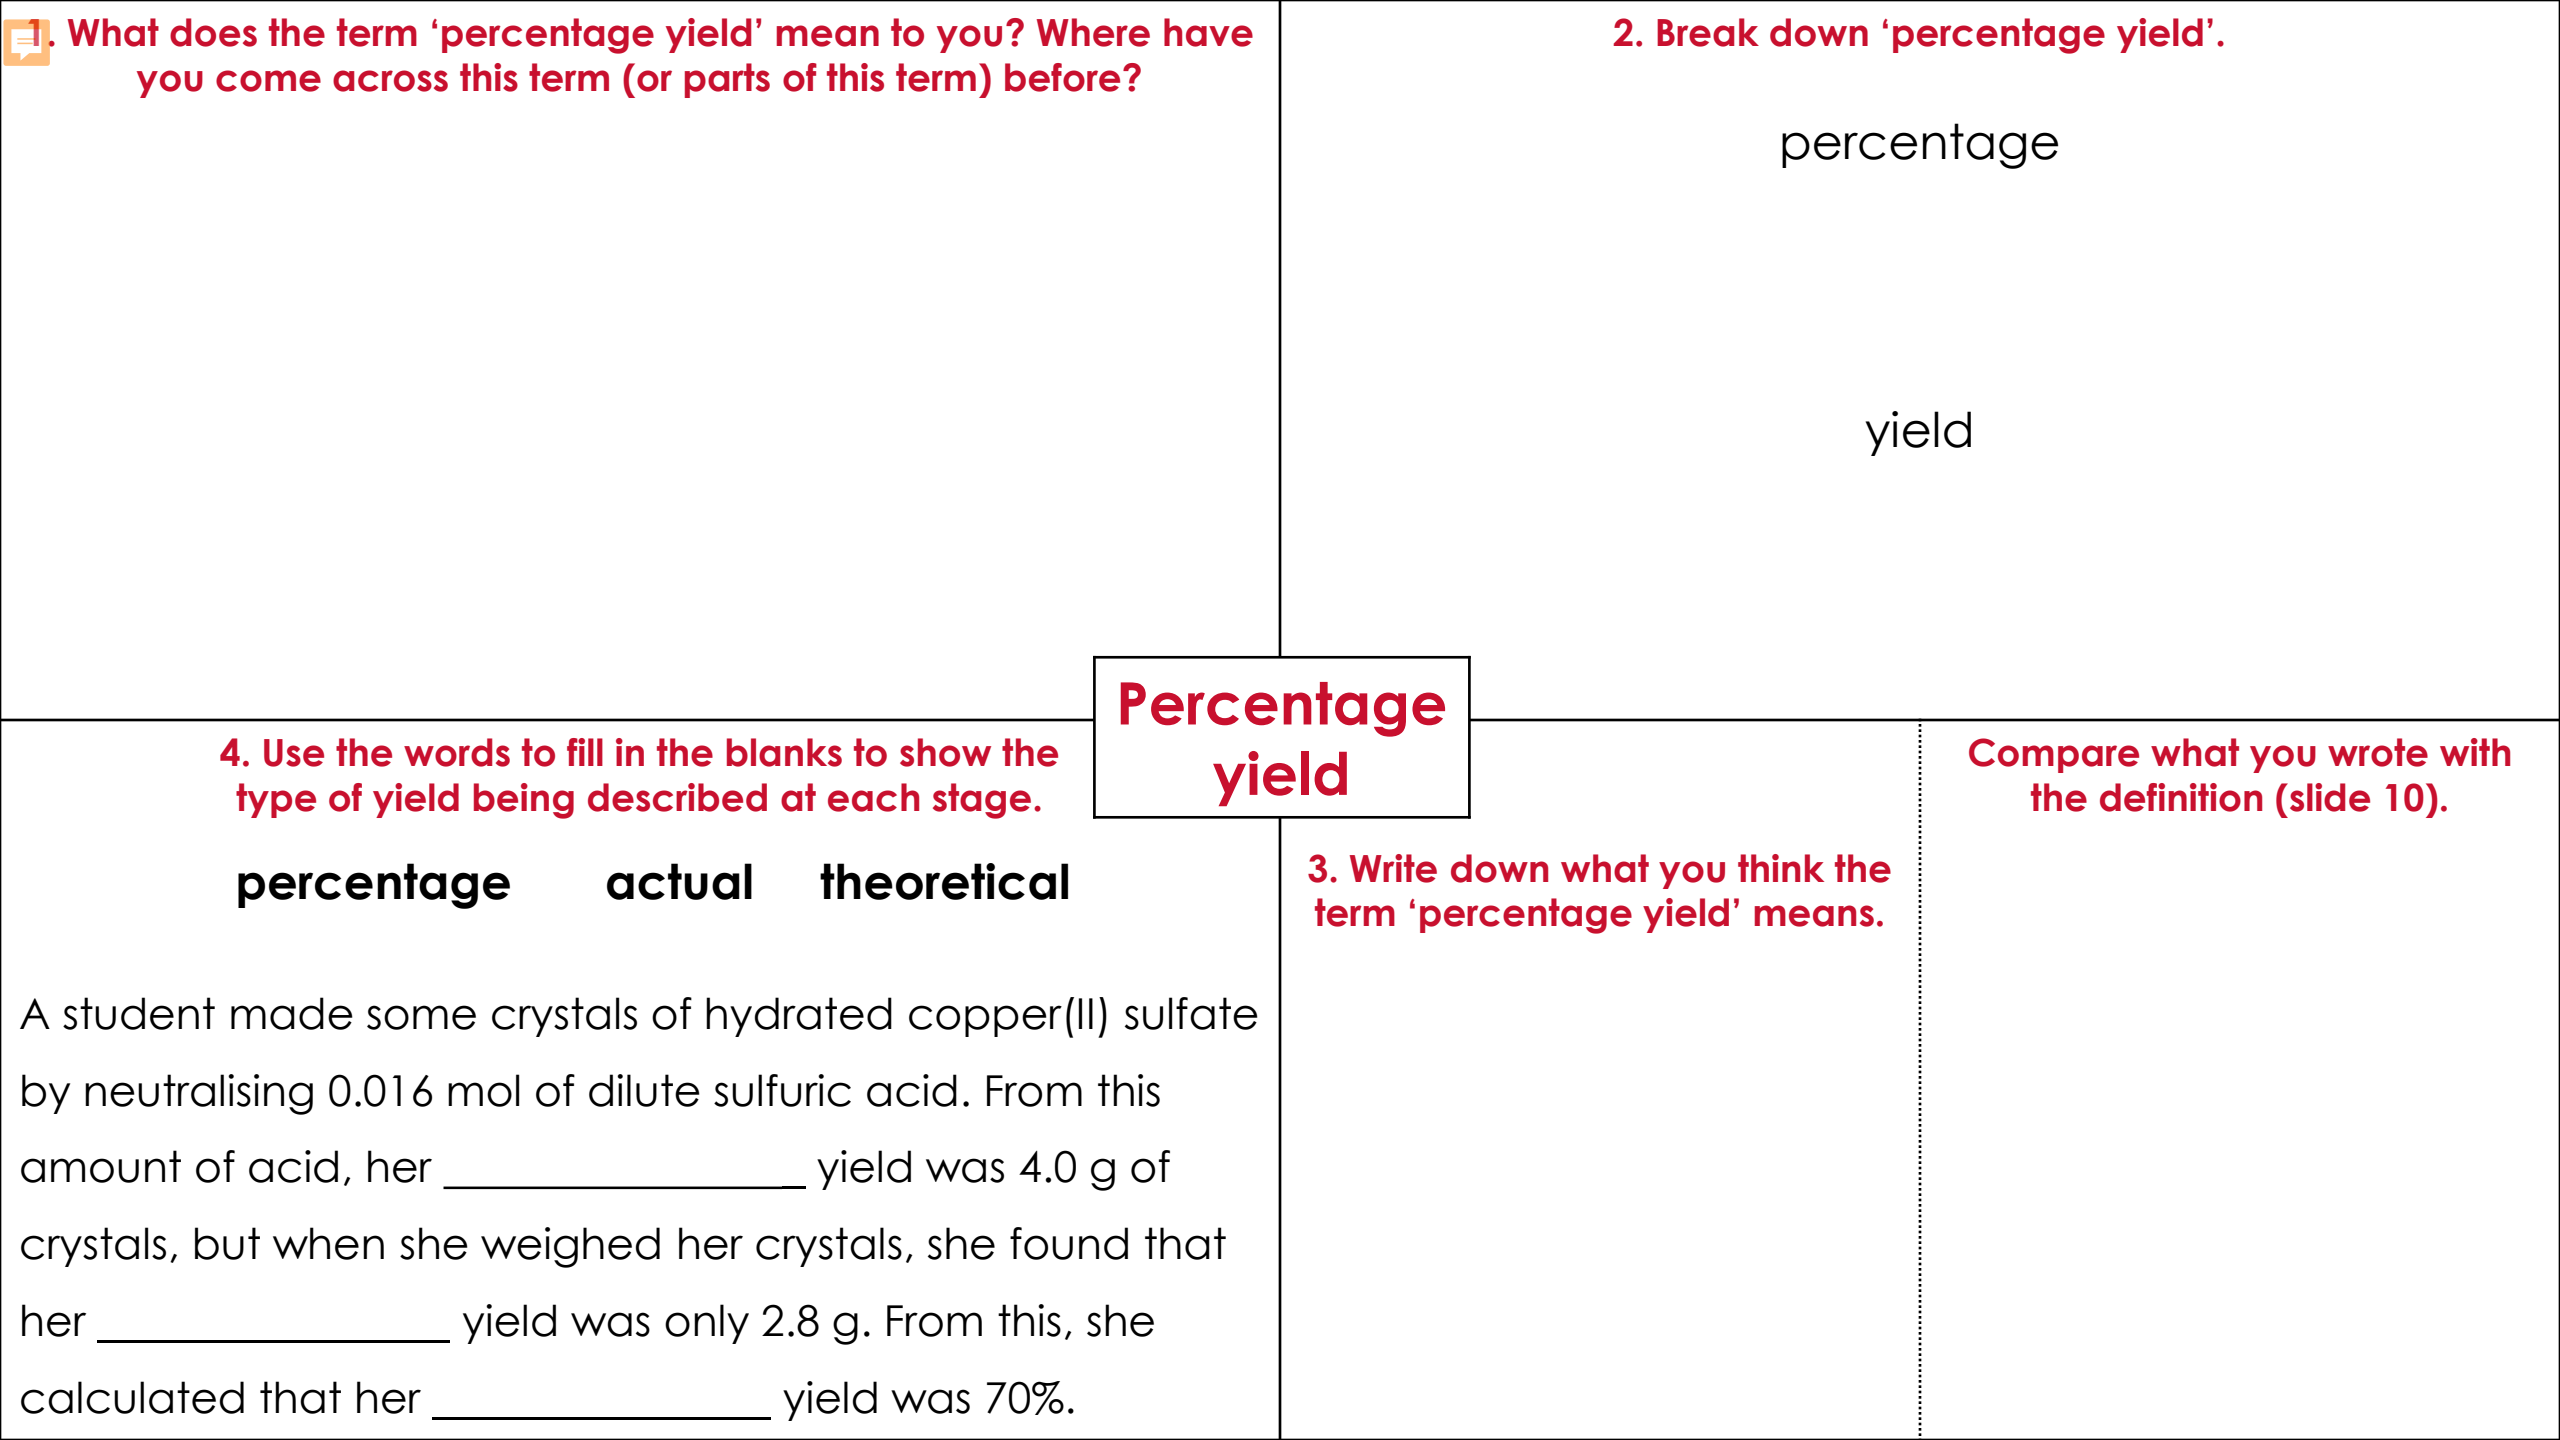 1. What does the term ‘percentage yield’ mean to you? Where have
you come across this term (or parts of this term) before?
2. Break down ‘percentage yield’.
percentage
yield
Percentage
yield
4. Use the words to fill in the blanks to show the
type of yield being described at each stage.
percentage actual theoretical
A student made some crystals of hydrated copper(II) sulfate
by neutralising 0.016 mol of dilute sulfuric acid. From this
amount of acid, her ________________ yield was 4.0 g of
crystals, but when she weighed her crystals, she found that
her ________________ yield was only 2.8 g. From this, she
calculated that her ________________ yield was 70%.
3. Write down what you think the
term ‘percentage yield’ means.
Compare what you wrote with
the definition (slide 10).